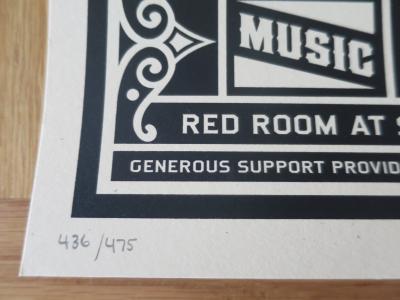 MUSIC
RED ROOM AT
GENEROUS SUPPORT PROVID
436/475